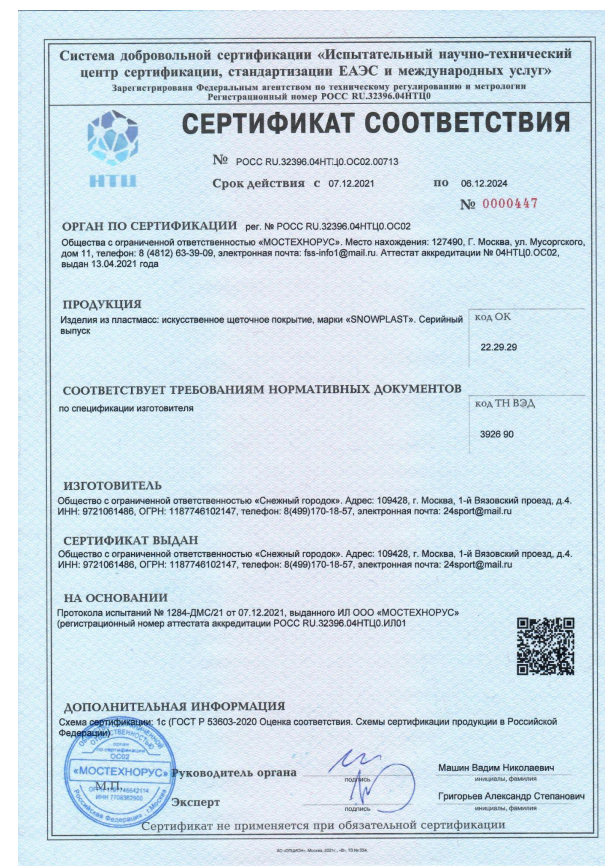 Система добровольной сертификации «Испытательный научно-технический
центр сертификации, стандартизации ЕАЭС и международных услуг»
Зарегистрирована Федеральным агентством по техническому регулированию и метрологии
Регистрационный номер РОСС RU.32396.04НТЦ0
НТЦ
СЕРТИФИКАТ СООТВЕТСТВИЯ
№ РОСС RU.32396.04НТЦ0.ОС02.00713
Срок действия с 07.12.2021 по 06.12.2024
№ 0000447
ОРГАН ПО СЕРТИФИКАЦИИ рег. № РОСС RU.32396.04НТЦ0.ОС02
Общества с ограниченной ответственностью «МОСТЕХНОРУС». Место нахождения: 127490, Г. Москва, ул. Мусоргского,
дом 11, телефон: 8 (4812) 63-39-09, электронная почта: fss-info1@mail.ru. Аттестат аккредитации № 04НТЦ0.ОС02,
выдан 13.04.2021 года
ПРОДУКЦИЯ
Изделия из пластмасс: искусственное щеточное покрытие, марки «SNOWPLAST». Серийный
выпуск
код ОК
22.29.29
СООТВЕТСТВУЕТ ТРЕБОВАНИЯМ НОРМАТИВНЫХ ДОКУМЕНТОВ
по спецификации изготовителя
код ТН ВЭД
3926 90
ИЗГОТОВИТЕЛЬ
Общество с ограниченной ответственностью «Снежный городок». Адрес: 109428, г. Москва, 1-й Вязовский проезд, д.4.
ИНН: 9721061486, ОГРН: 1187746102147, телефон: 8(499)170-18-57, электронная почта: 24sport@mail.ru
СЕРТИФИКАТ ВЫДАН
Общество с ограниченной ответственностью «Снежный городок». Адрес: 109428, г. Москва, 1-й Вязовский проезд, д.4.
ИНН: 9721061486, ОГРН: 1187746102147, телефон: 8(499)170-18-57, электронная почта: 24sport@mail.ru
НА ОСНОВАНИИ
Протокола испытаний № 1284-ДМС/21 от 07.12.2021, выданного ИЛ ООО «МОСТЕХНОРУС»
(регистрационный номер аттестата аккредитации РОСС RU.32396.04НТЦ0.ИЛ01
ДОПОЛНИТЕЛЬНАЯ ИНФОРМАЦИЯ
Схема сертификации: 1с (ГОСТ Р 53603-2020 Оценка соответствия. Схемы сертификации продукции в Российской
Федерации)
орган
по сертификации
ОС02
«МОСТЕХНОРУС»
М.П.
Российская Федерация г. Москва
Руководитель органа
подпись
Машин Вадим Николаевич
инициалы, фамилия
Эксперт
подпись
Григорьев Александр Степанович
инициалы, фамилия
Сертификат не применяется при обязательной сертификации